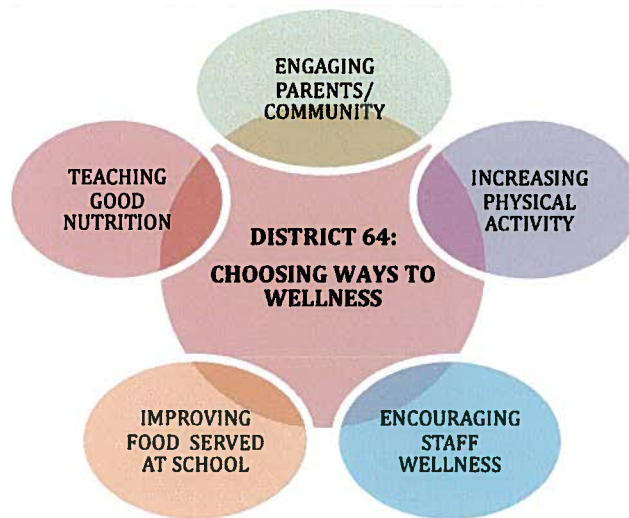 ENGAGING
PARENTS/
COMMUNITY
TEACHING
GOOD
NUTRITION
INCREASING
PHYSICAL
ACTIVITY
DISTRICT 64:
CHOOSING WAYS TO
WELLNESS
IMPROVING
FOOD SERVED
AT SCHOOL
ENCOURAGING
STAFF
WELLNESS